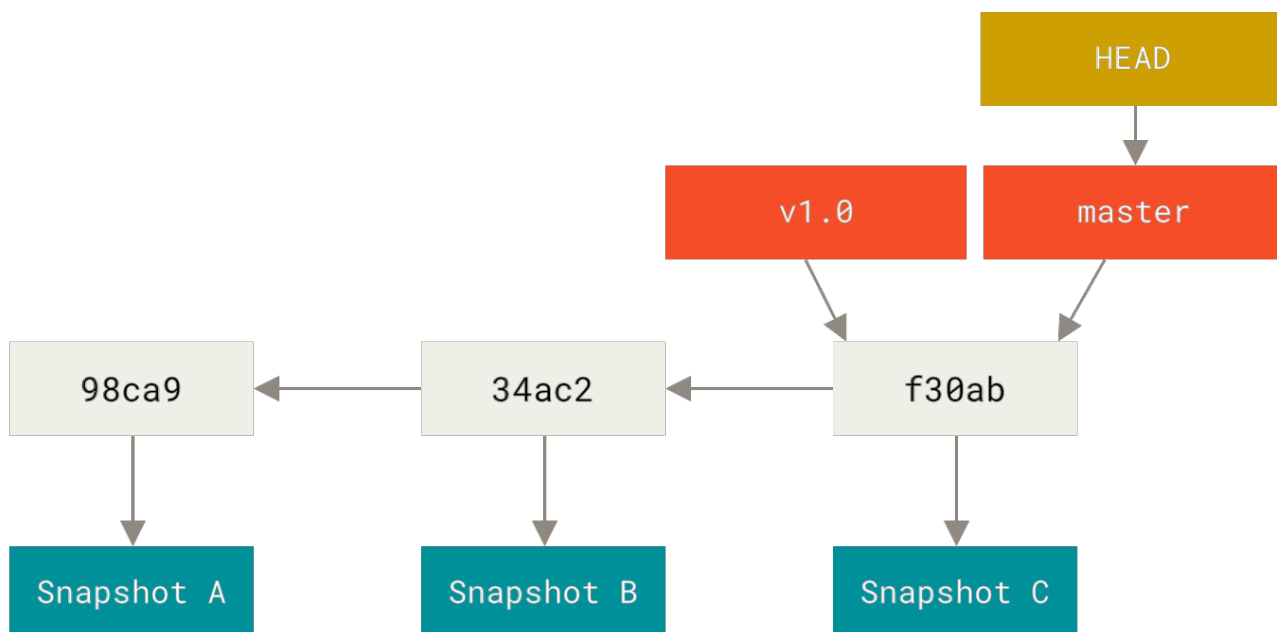 HEAD
v1.0
master
98ca9
34ac2
f30ab
Snapshot A
Snapshot B
Snapshot C